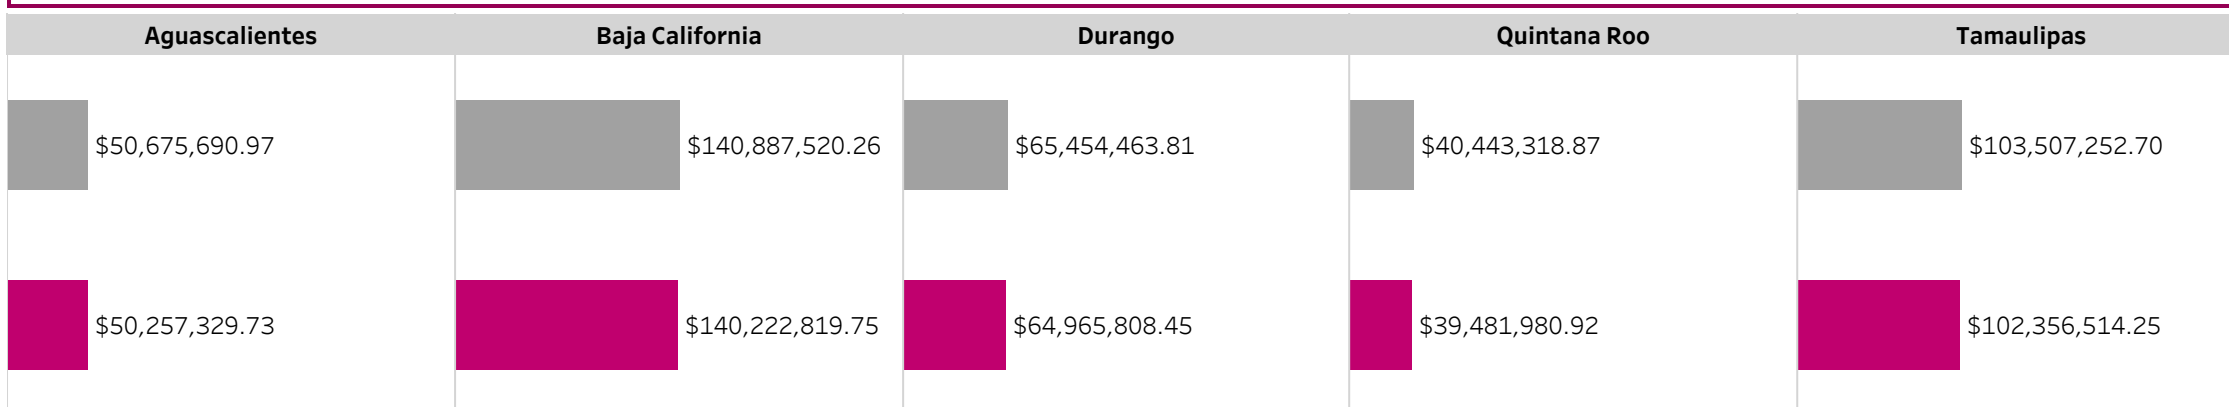 Aguascalientes Baja California Durango Quintana Roo Tamaulipas
$50,675,690.97 $140,887,520.26 $65,454,463.81 $40,443,318.87 $103,507,252.70
$50,257,329.73 $140,222,819.75 $64,965,808.45 $39,481,980.92 $102,356,514.25